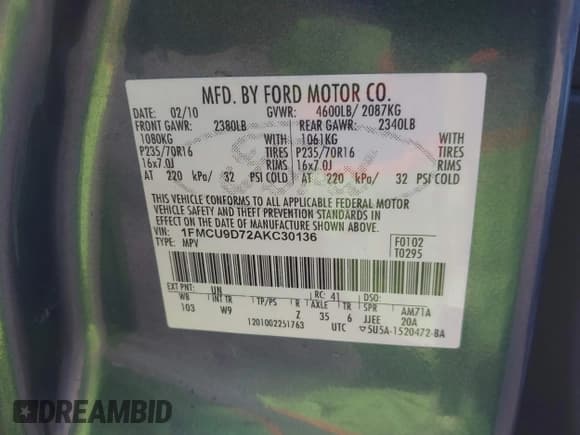 MFD. BY FORD MOTOR CO.
DATE: 02/10 GVWR: 4600LB/ 2087KG
FRONT GAWR: 2380LB REAR GAWR: 2340LB
1080KG WITH 1061KG WITH
P235/70R16 TIRES P235/70R16 TIRES
16x7.0J RIMS 16x7.0J RIMS
AT 220 kPa/ 32 PSI COLD AT 220 kPa/ 32 PSI COLD
THIS VEHICLE CONFORMS TO ALL APPLICABLE FEDERAL MOTOR
VEHICLE SAFETY AND THEFT PREVENTION STANDARDS IN
EFFECT ON THE DATE OF MANUFACTURE SHOWN ABOVE.
VIN: 1FMCU9D72AKC30136 F0102
TYPE: MPV T0295
EXT PNT: UN RC: 41 DSO:
WB INT TR TP/PS R AXLE TR SPR AM71A
103 W9 Z 35 6 JJEE 20A
1201002251763 UTC 5U5A-1520472-BA
DREAMBID